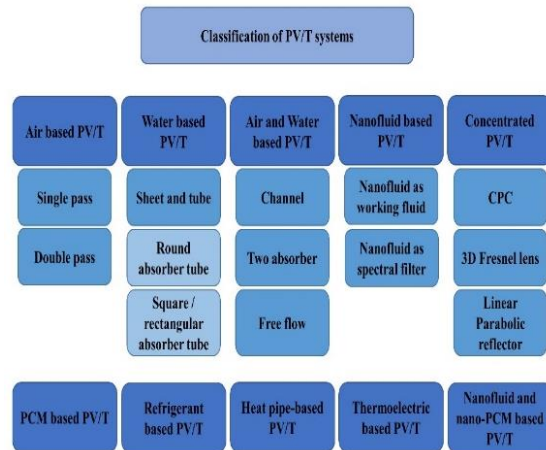 Classification of PV/T systems
Air based PV/T
Water based
PV/T
Air and Water
based PV/T
Nanofluid based
PV/T
Concentrated
PV/T
Single pass
Sheet and tube
Channel
Nanofluid as
working fluid
CPC
Double pass
Round
absorber tube
Two absorber
Nanofluid as
spectral filter
3D Fresnel lens
Square /
rectangular
absorber tube
Free flow
Linear
Parabolic
reflector
PCM based PV/T
Refrigerant
based PV/T
Heat pipe-based
PV/T
Thermoelectric
based PV/T
Nanofluid and
nano-PCM based
PV/T